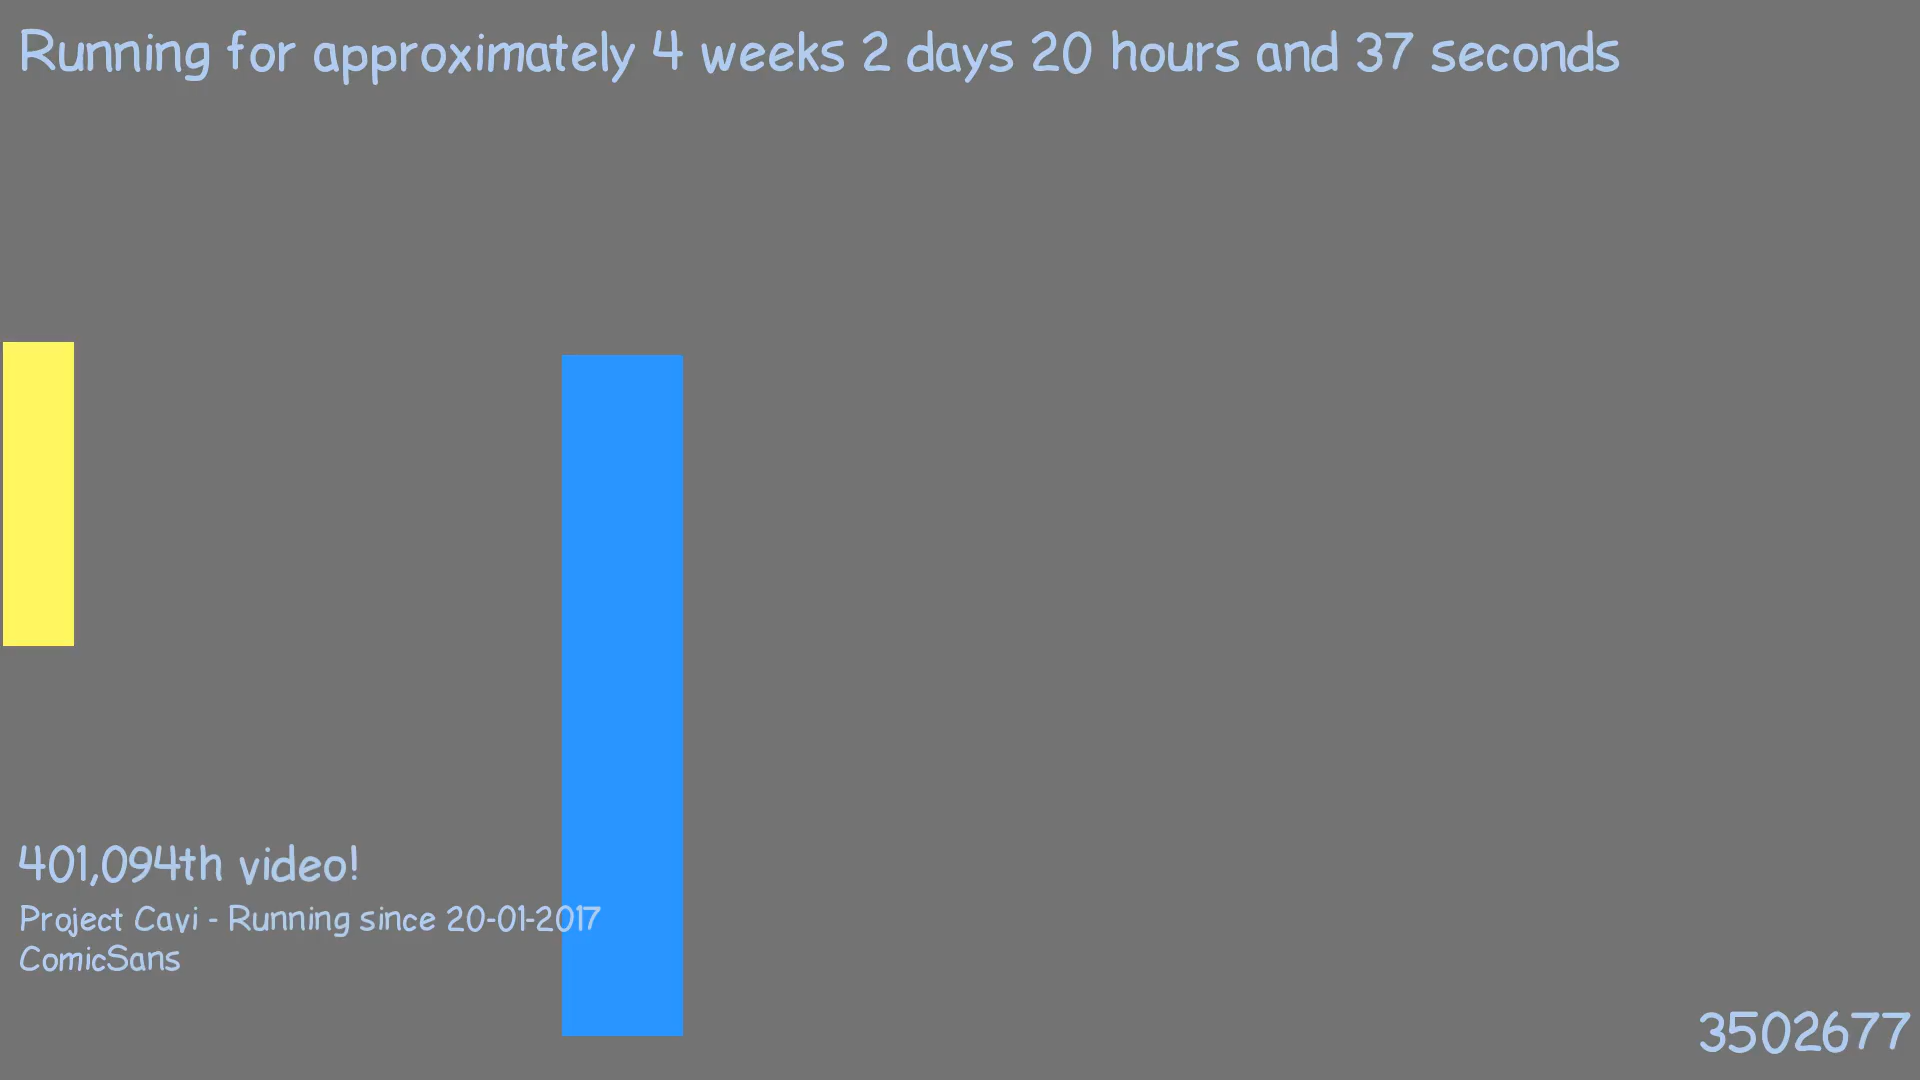 Running for approximately 4 weeks 2 days 20 hours and 37 seconds
401,094th video!
Project Cavi - Running since 20-01-2017
ComicSans
3502677